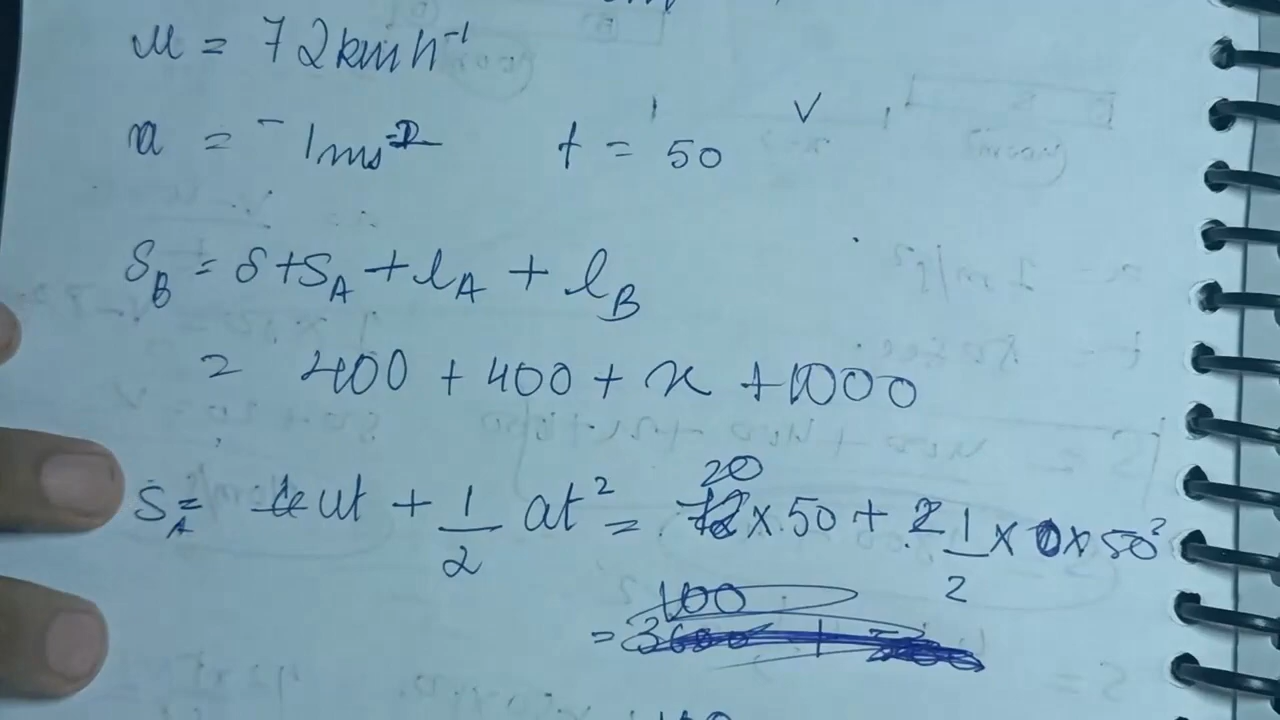 u = 72 km h⁻¹
a = -1 ms⁻² t = 50
S_B = S + S_A + l_A + l_B
= 400 + 400 + x + 1000
S_A = ut + 1/2 at² = 20 × 50 + 1/2 × 0 × 50²
100
=